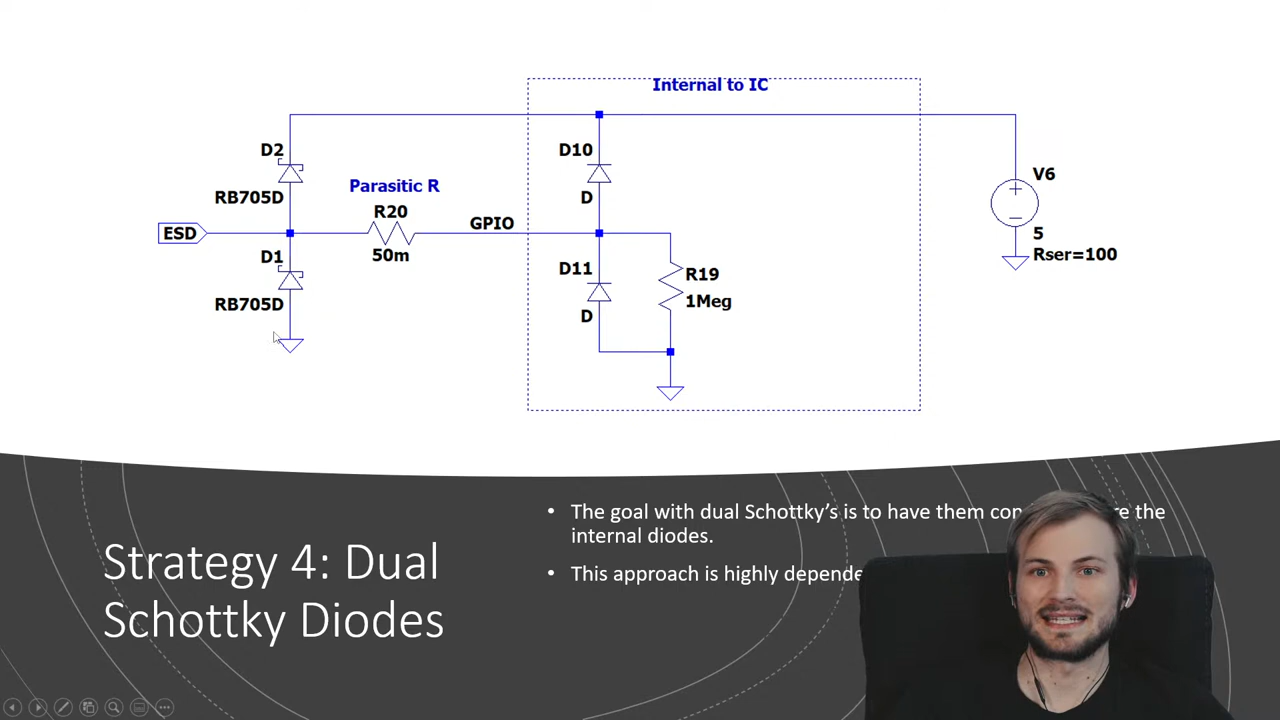 Internal to IC
D2
D10
V6
Parasitic R
RB705D
D
R20
+
GPIO
ESD
–
5
50m
Rser=100
D1
D11
R19
RB705D
1Meg
D
• The goal with dual Schottky’s is to have them con re the
internal diodes.
• This approach is highly depende
Strategy 4: Dual
Schottky Diodes